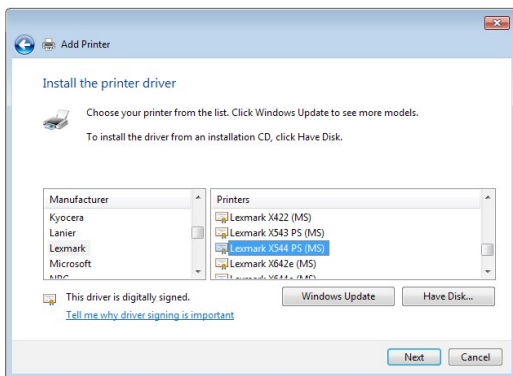 Add Printer
Install the printer driver
Choose your printer from the list. Click Windows Update to see more models.
To install the driver from an installation CD, click Have Disk.
Manufacturer
Kyocera
Lanier
Lexmark
Microsoft
Printers
Lexmark X422 (MS)
Lexmark X543 PS (MS)
Lexmark X544 PS (MS)
Lexmark X642e (MS)
This driver is digitally signed.
Tell me why driver signing is important
Windows Update
Have Disk...
Next
Cancel